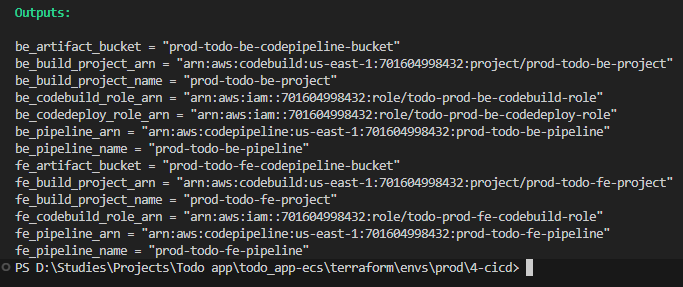 Outputs:
be_artifact_bucket = "prod-todo-be-codepipeline-bucket"
be_build_project_arn = "arn:aws:codebuild:us-east-1:701604998432:project/prod-todo-be-project"
be_build_project_name = "prod-todo-be-project"
be_codebuild_role_arn = "arn:aws:iam::701604998432:role/todo-prod-be-codebuild-role"
be_codedeploy_role_arn = "arn:aws:iam::701604998432:role/todo-prod-be-codedeploy-role"
be_pipeline_arn = "arn:aws:codepipeline:us-east-1:701604998432:prod-todo-be-pipeline"
be_pipeline_name = "prod-todo-be-pipeline"
fe_artifact_bucket = "prod-todo-fe-codepipeline-bucket"
fe_build_project_arn = "arn:aws:codebuild:us-east-1:701604998432:project/prod-todo-fe-project"
fe_build_project_name = "prod-todo-fe-project"
fe_codebuild_role_arn = "arn:aws:iam::701604998432:role/todo-prod-fe-codebuild-role"
fe_pipeline_arn = "arn:aws:codepipeline:us-east-1:701604998432:prod-todo-fe-pipeline"
fe_pipeline_name = "prod-todo-fe-pipeline"
PS D:\Studies\Projects\Todo app\todo_app-ecs\terraform\envs\prod\4-cicd>